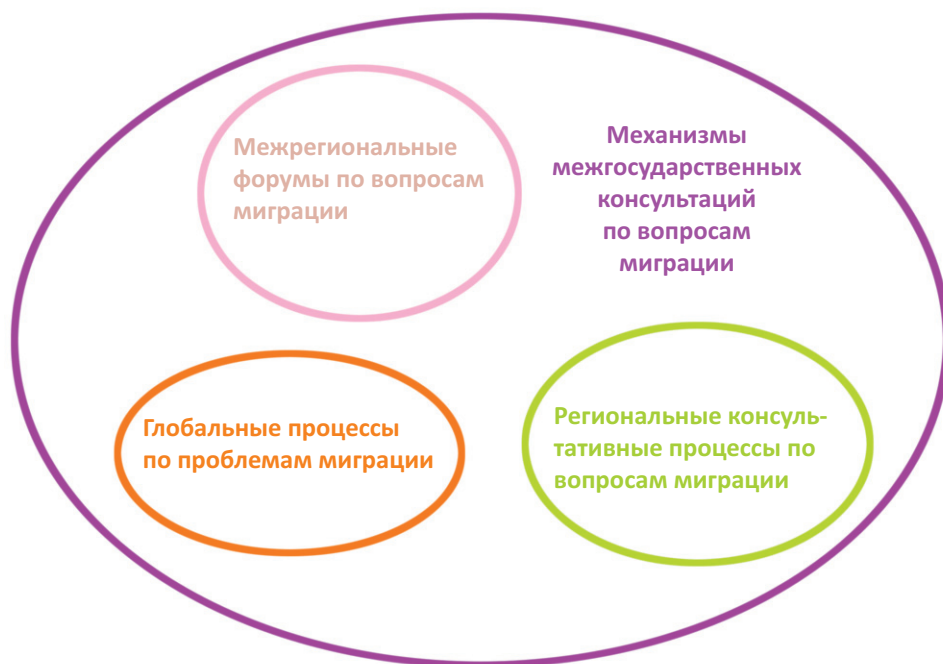 Межрегиональные
форумы по вопросам
миграции
Механизмы
межгосударственных
консультаций
по вопросам
миграции
Глобальные процессы
по проблемам миграции
Региональные консуль-
тативные процессы по
вопросам миграции